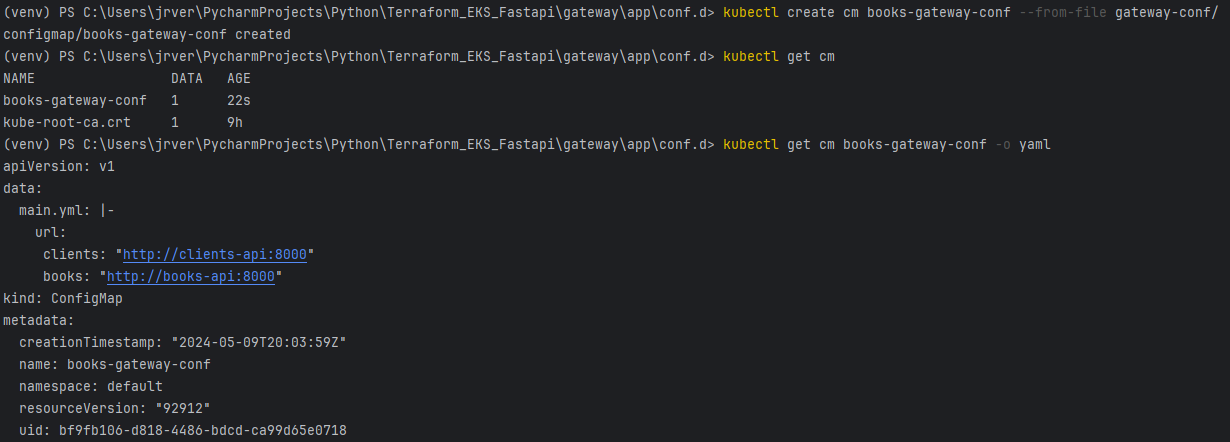 (venv) PS C:\Users\jrver\PycharmProjects\Python\Terraform_EKS_Fastapi\gateway\app\conf.d> kubectl create cm books-gateway-conf --from-file gateway-conf/
configmap/books-gateway-conf created
(venv) PS C:\Users\jrver\PycharmProjects\Python\Terraform_EKS_Fastapi\gateway\app\conf.d> kubectl get cm
NAME                 DATA   AGE
books-gateway-conf   1      22s
kube-root-ca.crt     1      9h
(venv) PS C:\Users\jrver\PycharmProjects\Python\Terraform_EKS_Fastapi\gateway\app\conf.d> kubectl get cm books-gateway-conf -o yaml
apiVersion: v1
data:
  main.yml: |-
    url:
     clients: "http://clients-api:8000"
     books: "http://books-api:8000"
kind: ConfigMap
metadata:
  creationTimestamp: "2024-05-09T20:03:59Z"
  name: books-gateway-conf
  namespace: default
  resourceVersion: "92912"
  uid: bf9fb106-d818-4486-bdcd-ca99d65e0718